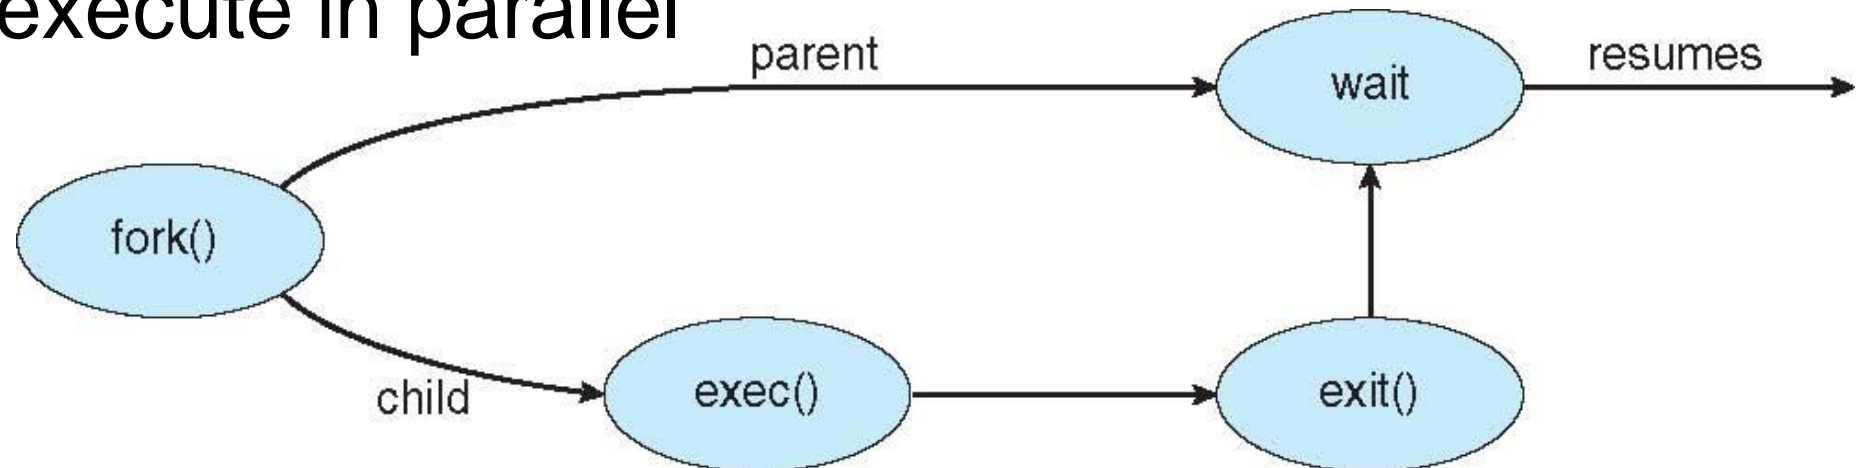 execute in parallel
parent
resumes
wait
fork()
child
exec()
exit()